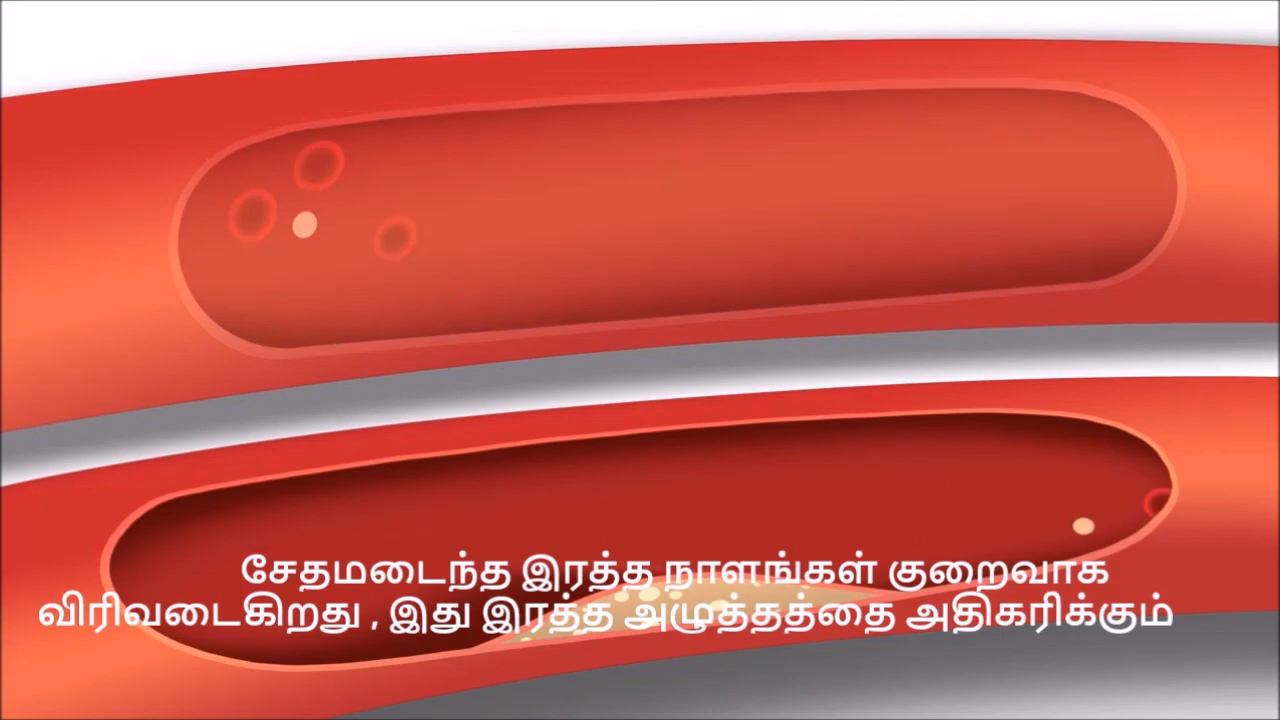 சேதமடைந்த இரத்த நாளங்கள் குறைவாக
விரிவடைகிறது , இது இரத்த அழுத்தத்தை அதிகரிக்கும்